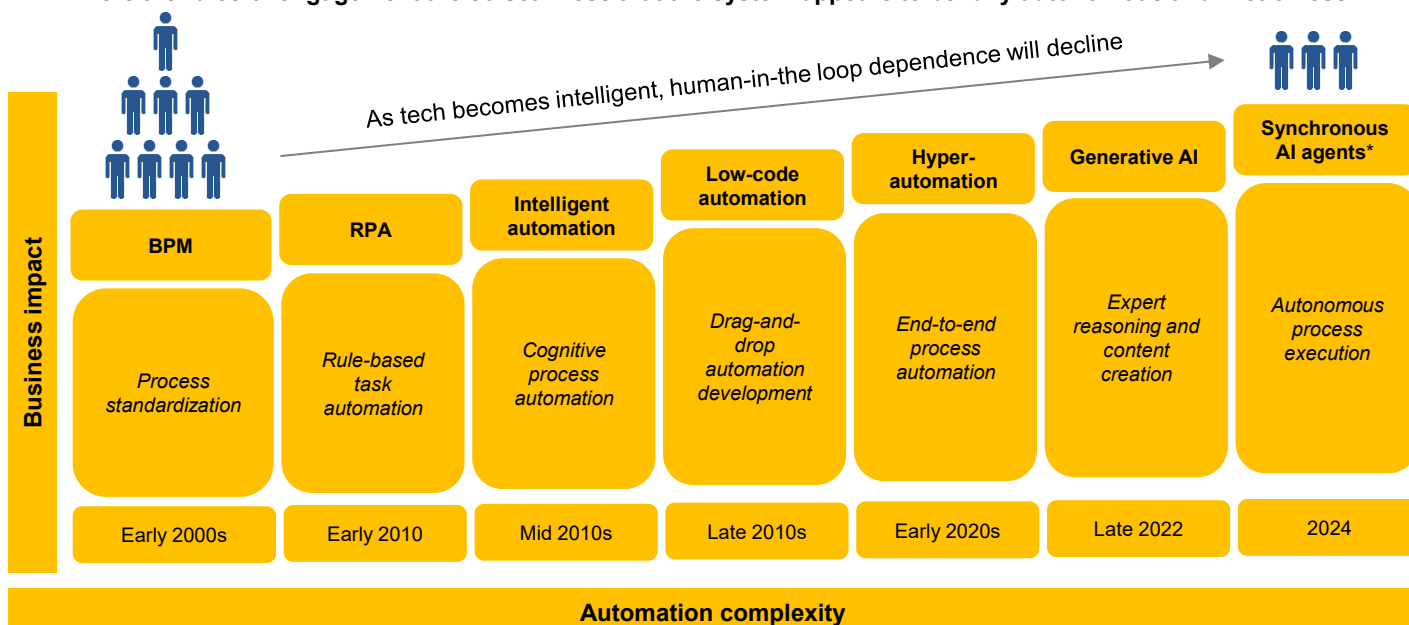 As tech becomes intelligent, human-in-the loop dependence will decline
BPM
Process
standardization
Early 2000s
RPA
Rule-based
task
automation
Early 2010
Intelligent
automation
Cognitive
process
automation
Mid 2010s
Low-code
automation
Drag-and-
drop
automation
development
Late 2010s
Hyper-
automation
End-to-end
process
automation
Early 2020s
Generative AI
Expert
reasoning and
content
creation
Late 2022
Synchronous
AI agents*
Autonomous
process
execution
2024
Business impact
Automation complexity